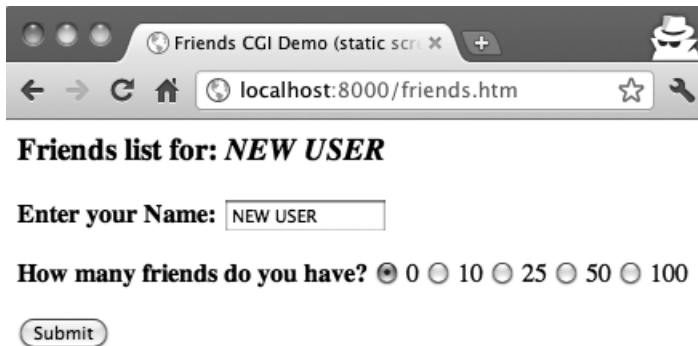 Friends CGI Demo (static scr
localhost:8000/friends.htm
Friends list for: NEW USER
Enter your Name: NEW USER
How many friends do you have? 0 10 25 50 100
Submit